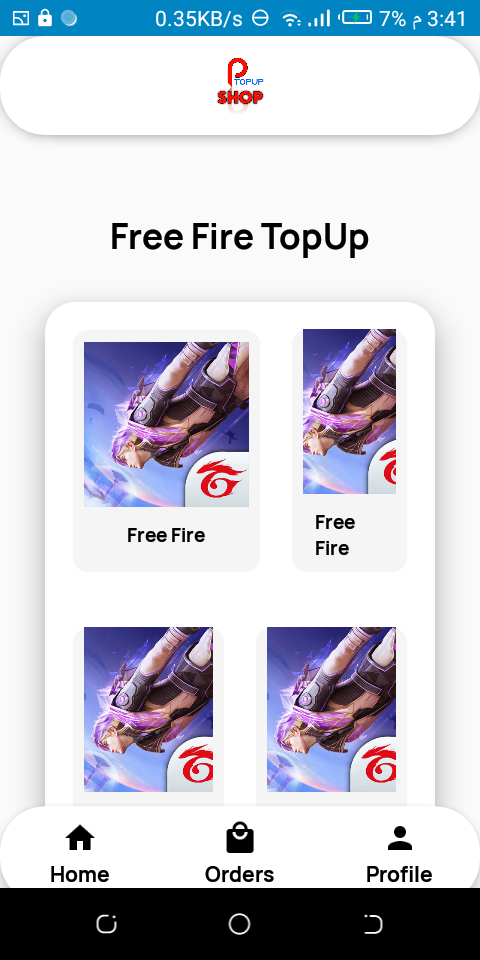 0.35KB/s 7% م 3:41
TOPUP
SHOP
Free Fire TopUp
Free Fire
Free
Fire
Home
Orders
Profile